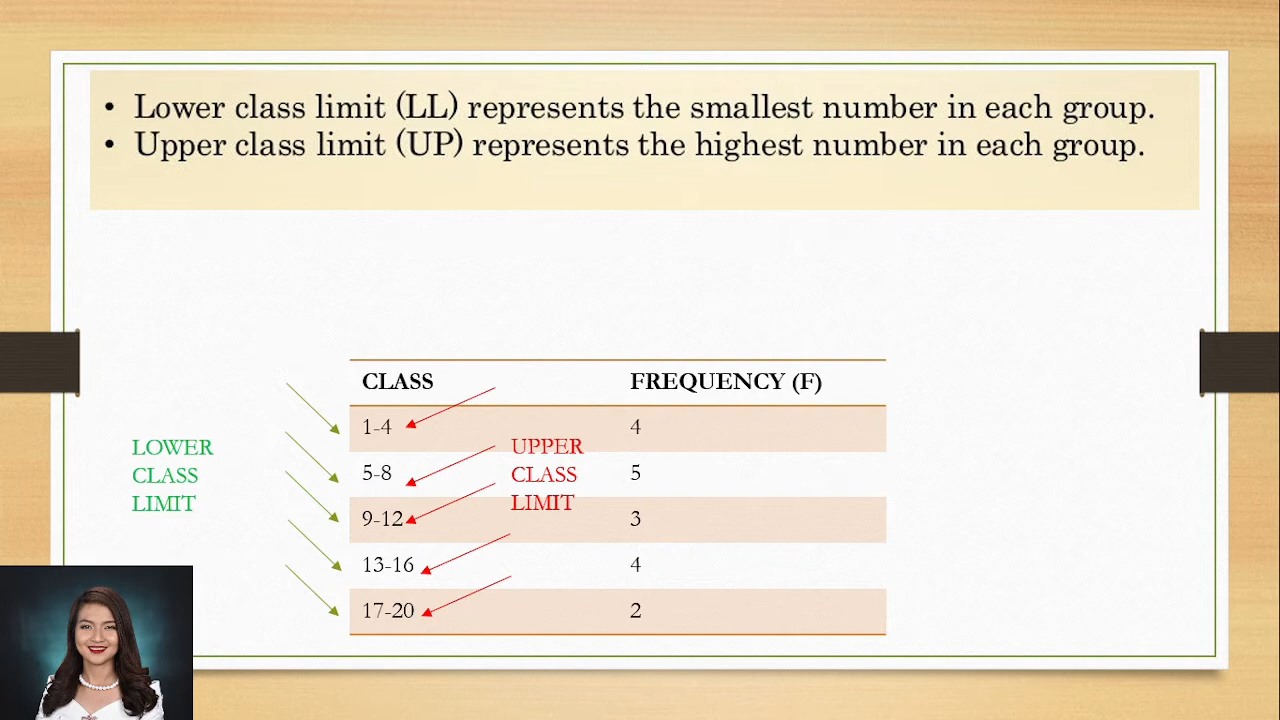 • Lower class limit (LL) represents the smallest number in each group.
• Upper class limit (UP) represents the highest number in each group.
CLASS FREQUENCY (F)
1-4 4
5-8 5
9-12 3
13-16 4
17-20 2
LOWER
CLASS
LIMIT
UPPER
CLASS
LIMIT